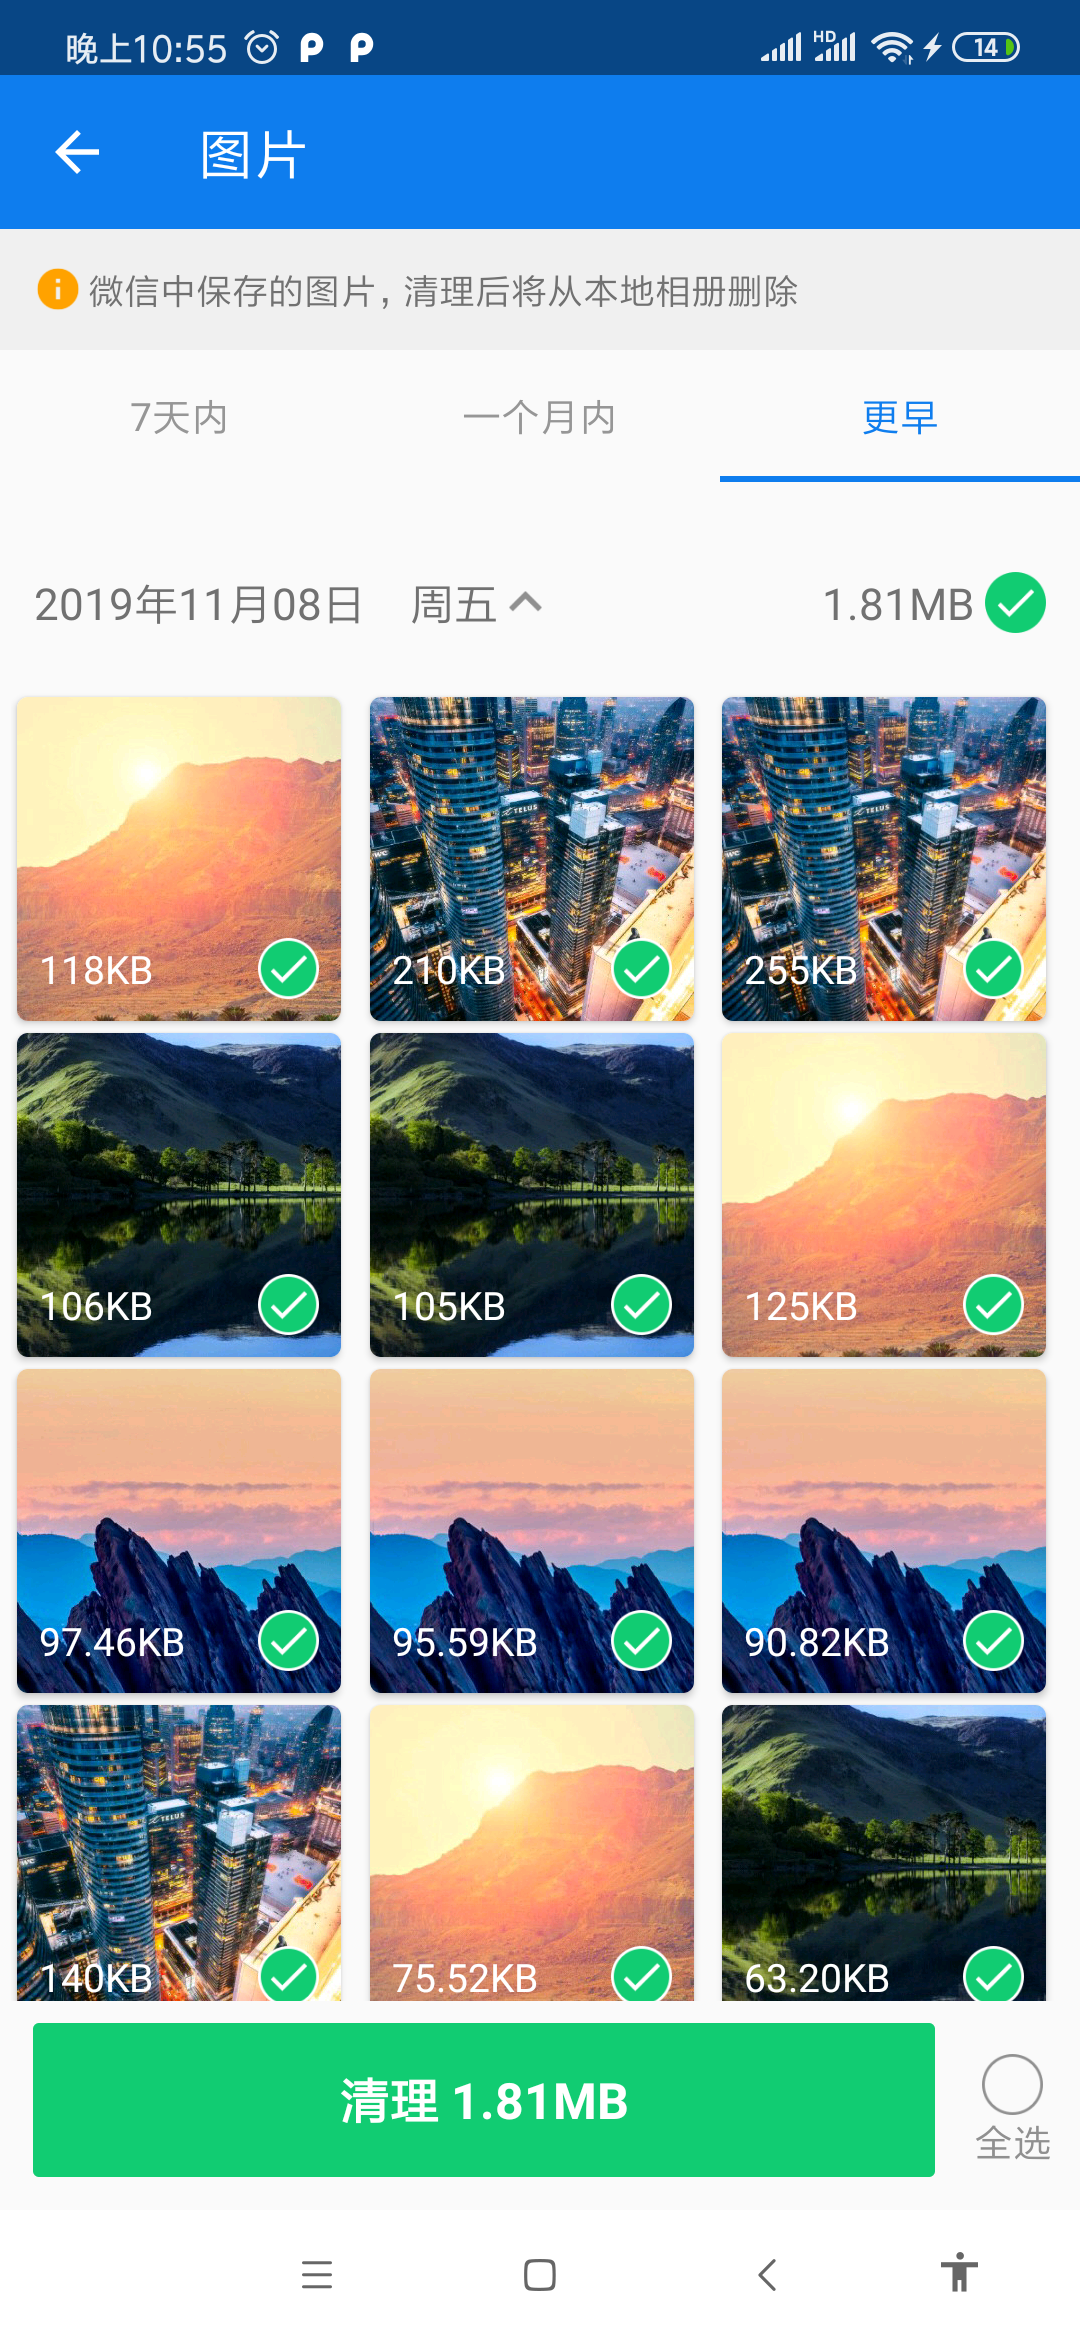 晚上10:55 HD 14
图片
微信中保存的图片, 清理后将从本地相册删除
7天内 一个月内 更早
2019年11月08日 周五 1.81MB
TELUS TELUS
118KB 210KB 255KB
106KB 105KB 125KB
97.46KB 95.59KB 90.82KB
TELUS
140KB 75.52KB 63.20KB
清理 1.81MB
全选